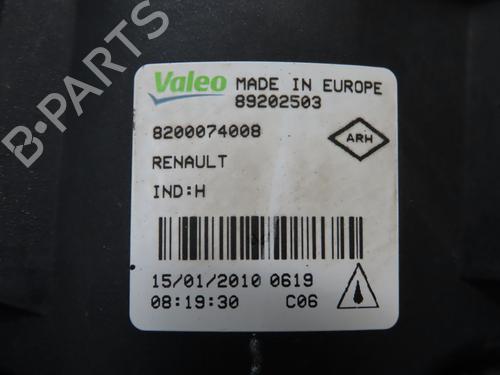 B-PARTS
Valeo MADE IN EUROPE
89202503
8200074008
ARH
RENAULT
IND:H
15/01/2010 0619
08:19:30 C06